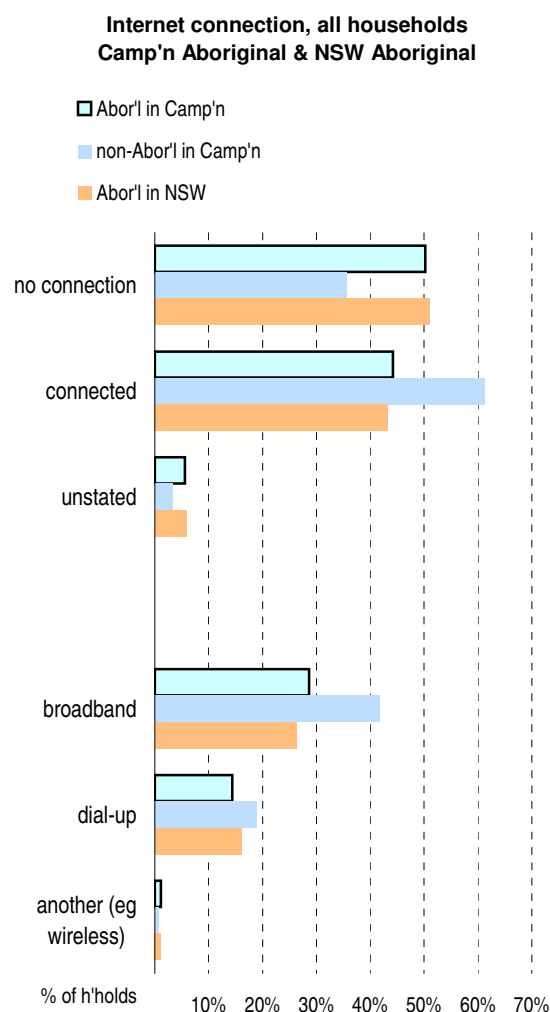 Internet connection, all households
Camp'n Aboriginal & NSW Aboriginal
Abor'l in Camp'n
non-Abor'l in Camp'n
Abor'l in NSW
no connection
connected
unstated
broadband
dial-up
another (eg
wireless)
% of h'holds 10% 20% 30% 40% 50% 60% 70%